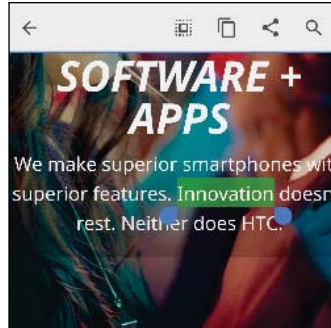 SOFTWARE +
APPS
We make superior smartphones wit
superior features. Innovation doesn
rest. Neither does HTC.